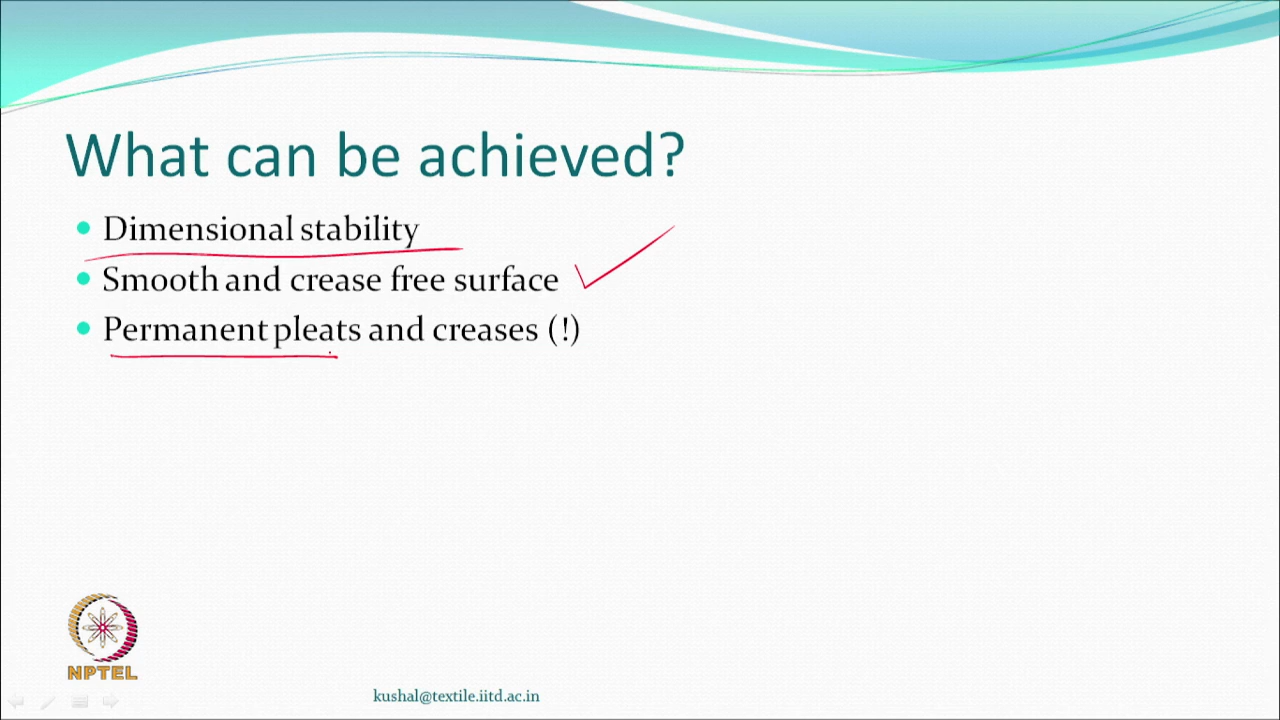 What can be achieved?
Dimensional stability
Smooth and crease free surface
Permanent pleats and creases (!)
NPTEL
kushal@textile.iitd.ac.in